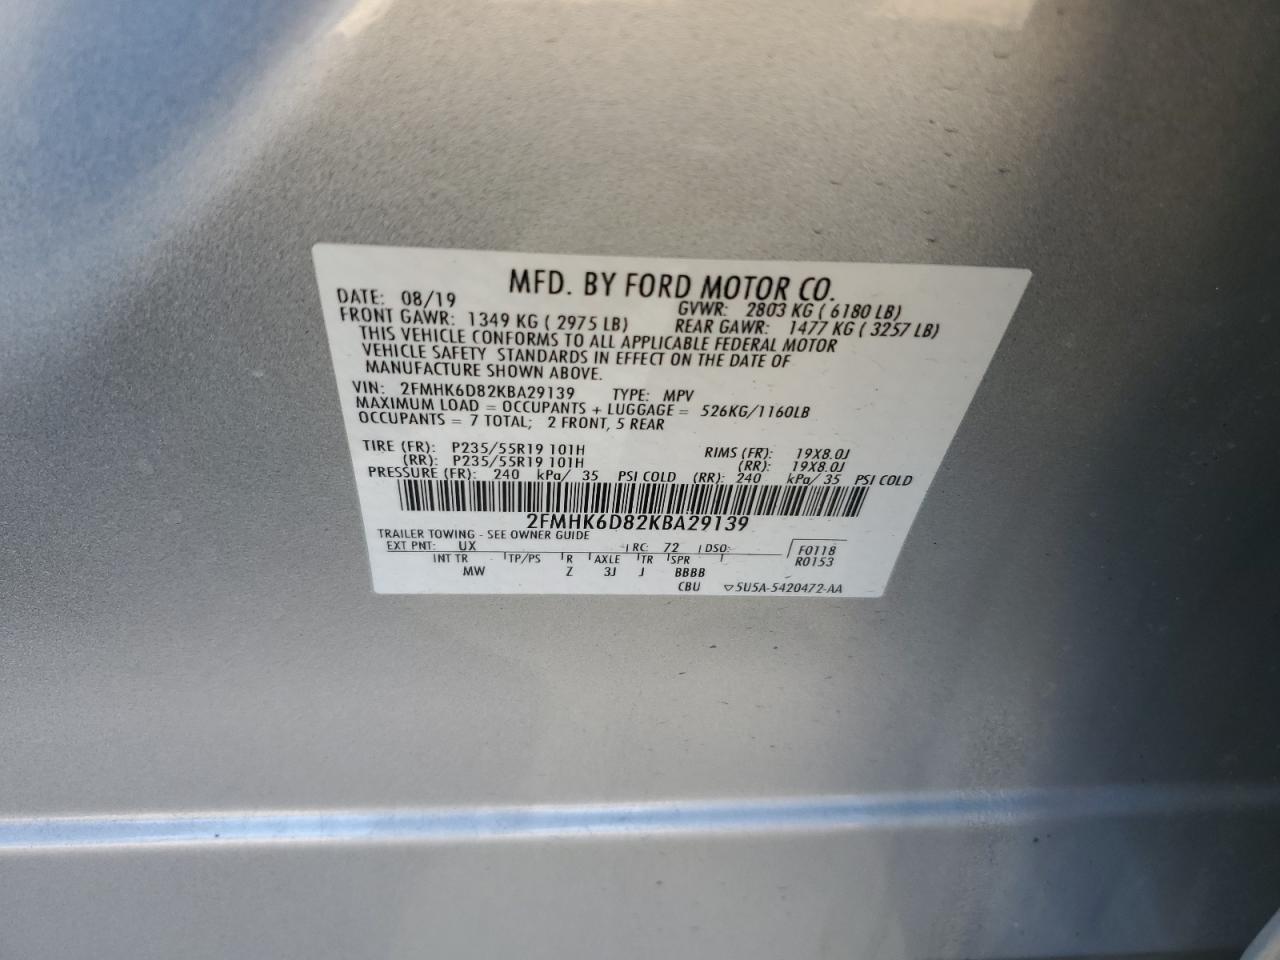 MFD. BY FORD MOTOR CO.
DATE: 08/19 GVWR: 2803 KG ( 6180 LB)
FRONT GAWR: 1349 KG ( 2975 LB) REAR GAWR: 1477 KG ( 3257 LB)
THIS VEHICLE CONFORMS TO ALL APPLICABLE FEDERAL MOTOR
VEHICLE SAFETY STANDARDS IN EFFECT ON THE DATE OF
MANUFACTURE SHOWN ABOVE.
VIN: 2FMHK6D82KBA29139 TYPE: MPV
MAXIMUM LOAD = OCCUPANTS + LUGGAGE = 526KG/1160LB
OCCUPANTS = 7 TOTAL; 2 FRONT, 5 REAR
TIRE (FR): P235/55R19 101H RIMS (FR): 19X8.0J
(RR): P235/55R19 101H (RR): 19X8.0J
PRESSURE (FR): 240 kPa/ 35 PSI COLD (RR): 240 kPa/ 35 PSI COLD
2FMHK6D82KBA29139
TRAILER TOWING - SEE OWNER GUIDE
EXT PNT: UX RC: 72 DSO: F0118
INT TR TP/PS R AXLE TR SPR R0153
MW Z 3J J BBBB
CBU ▽5U5A-5420472-AA